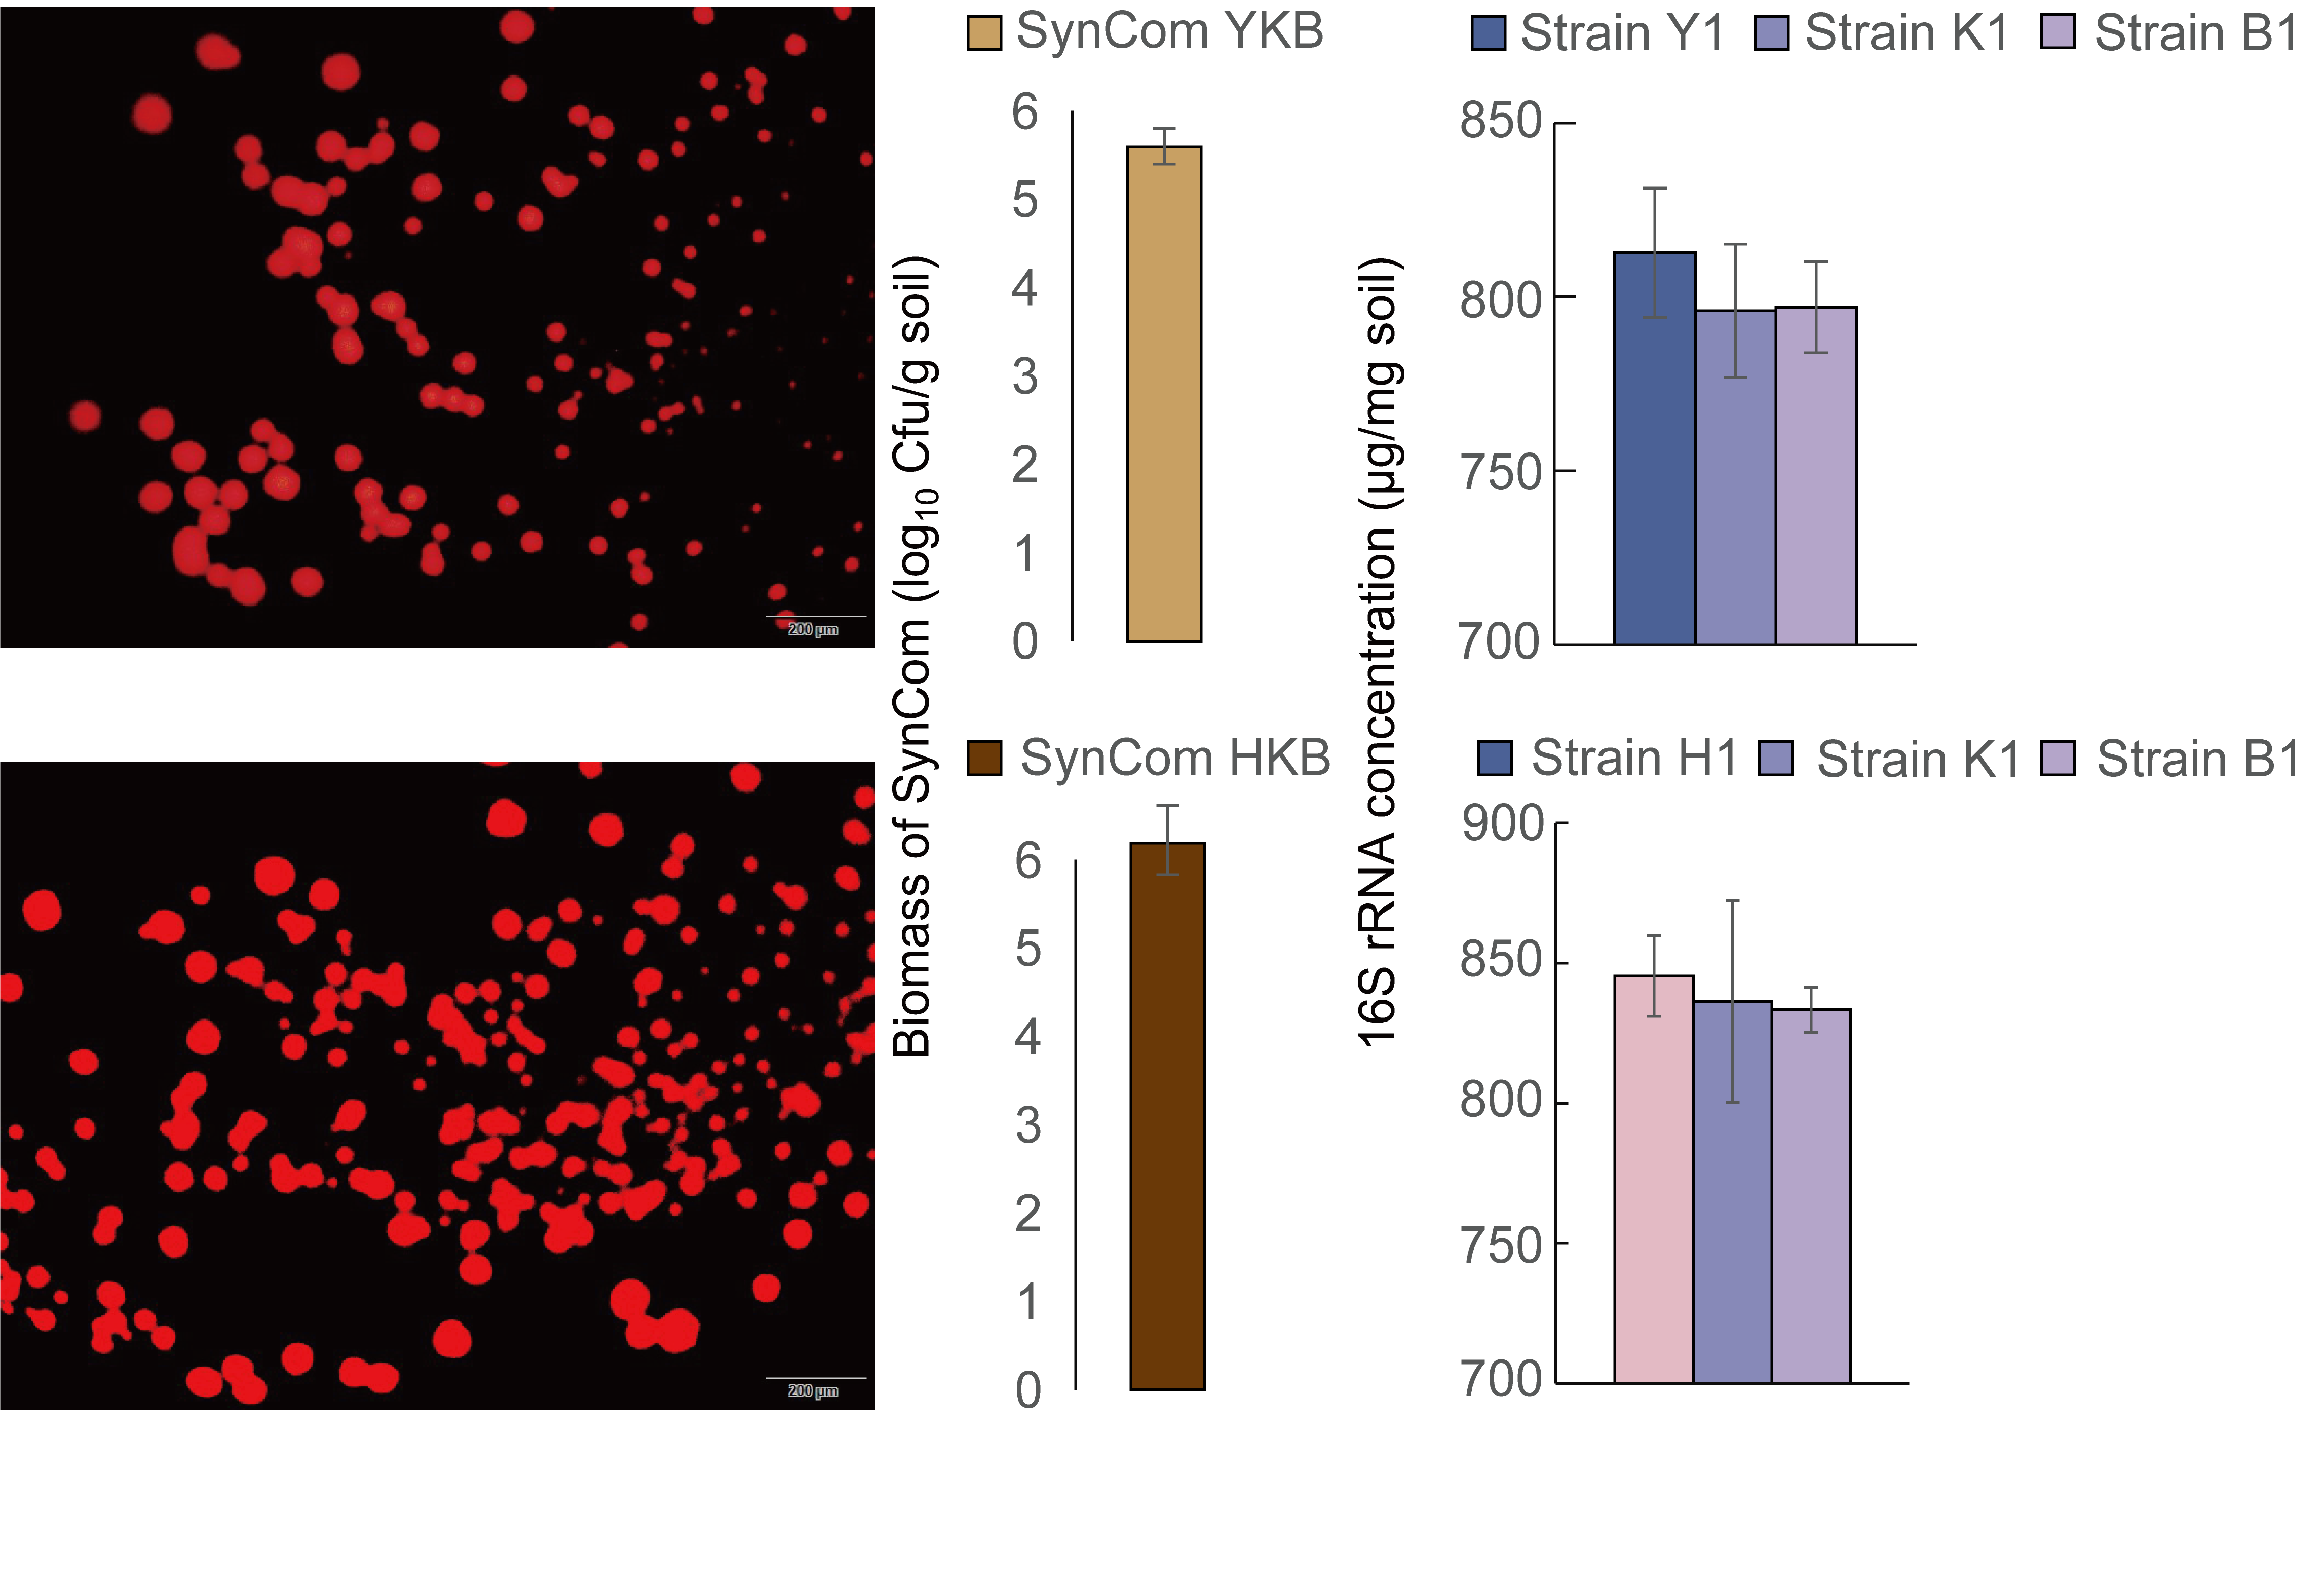 SynCom YKB
Strain Y1
Strain K1
Strain B1
6
5
4
3
2
1
0
850
800
750
700
200 μm
Biomass of SynCom (log10 Cfu/g soil)
16S rRNA concentration (μg/mg soil)
SynCom HKB
Strain H1
Strain K1
Strain B1
6
5
4
3
2
1
0
900
850
800
750
700
200 μm